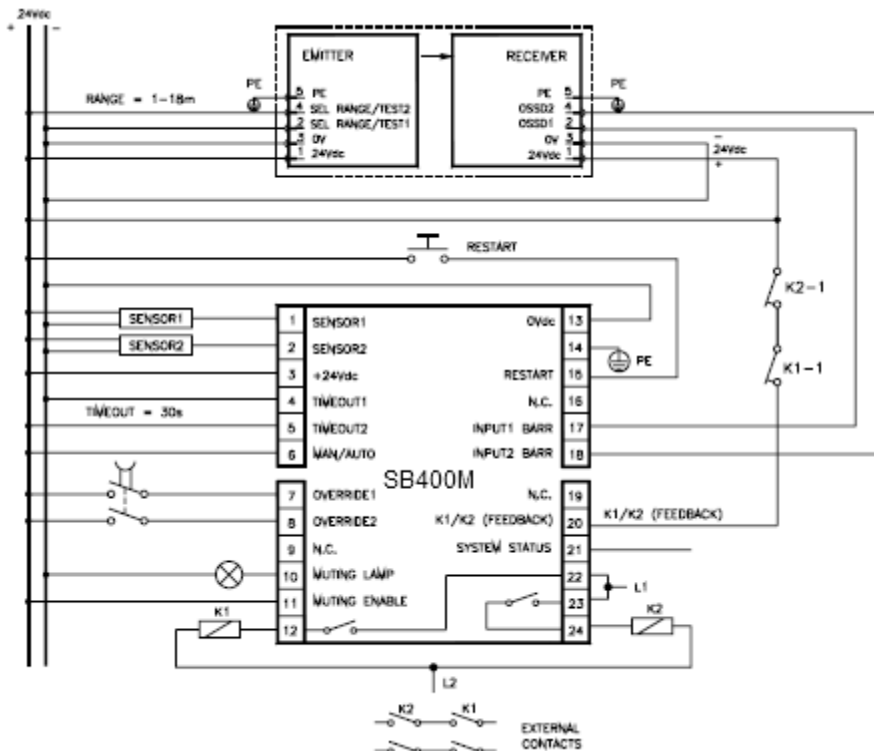 24Vdc
+ −
EMITTER
RECEIVER
PE
5 PE
4 SEL RANGE/TEST2
2 SEL RANGE/TEST1
3 0V
1 24Vdc
PE 5
OSSD2 4
OSSD1 2
0V 3
24Vdc 1
PE
RANGE = 1-18m
−
24Vdc
+
RESTART
K2-1
K1-1
SENSOR1
SENSOR2
TIMEOUT = 30s
1 SENSOR1
2 SENSOR2
3 +24Vdc
4 TIMEOUT1
5 TIMEOUT2
6 MAN/AUTO
0Vdc 13
14 PE
RESTART 15
N.C. 16
INPUT1 BARR 17
INPUT2 BARR 18
SB400M
7 OVERRIDE1
8 OVERRIDE2
9 N.C.
10 MUTING LAMP
11 MUTING ENABLE
12
N.C. 19
K1/K2 (FEEDBACK) 20 K1/K2 (FEEDBACK)
SYSTEM STATUS 21
22
23
24
L1
K1
K2
L2
K2 K1
EXTERNAL
CONTACTS